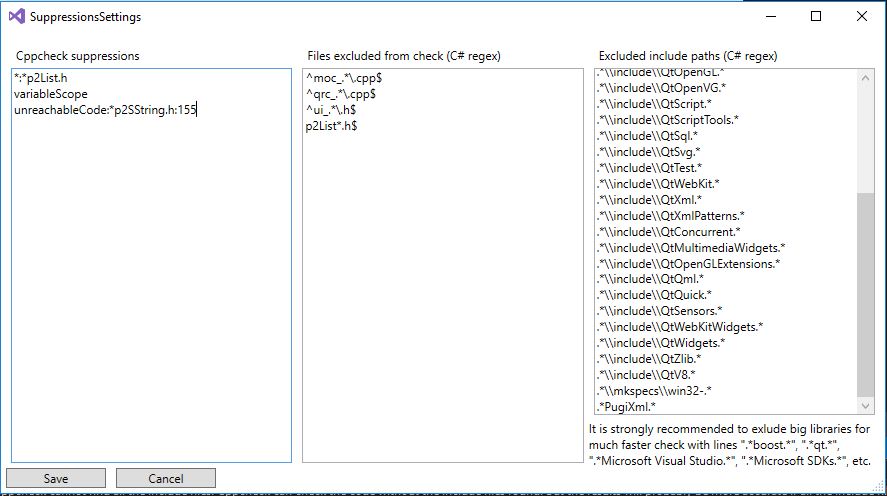 SuppressionsSettings
Cppcheck suppressions
*:*p2List.h
variableScope
unreachableCode:*p2SString.h:155
Files excluded from check (C# regex)
^moc_.*\.cpp$
^qrc_.*\.cpp$
^ui_.*\.h$
p2List*.h$
Excluded include paths (C# regex)
.*\\include\\QtOpenGL.*
.*\\include\\QtOpenVG.*
.*\\include\\QtScript.*
.*\\include\\QtScriptTools.*
.*\\include\\QtSql.*
.*\\include\\QtSvg.*
.*\\include\\QtTest.*
.*\\include\\QtWebKit.*
.*\\include\\QtXml.*
.*\\include\\QtXmlPatterns.*
.*\\include\\QtConcurrent.*
.*\\include\\QtMultimediaWidgets.*
.*\\include\\QtOpenGLExtensions.*
.*\\include\\QtQml.*
.*\\include\\QtQuick.*
.*\\include\\QtSensors.*
.*\\include\\QtWebKitWidgets.*
.*\\include\\QtWidgets.*
.*\\include\\QtZlib.*
.*\\include\\QtV8.*
.*\\mkspecs\\win32-.*
.*PugiXml.*
It is strongly recommended to exlude big libraries for
much faster check with lines ".*boost.*", ".*qt.*",
".*Microsoft Visual Studio.*", ".*Microsoft SDKs.*", etc.
Save
Cancel